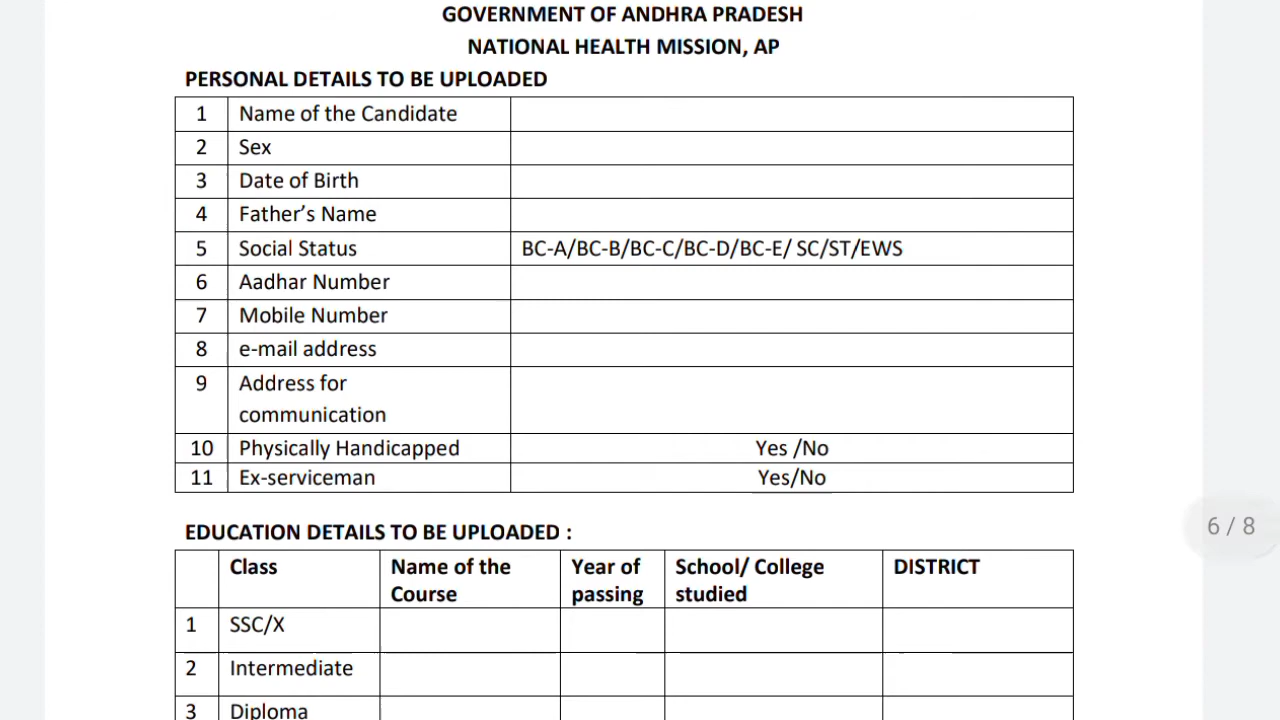 GOVERNMENT OF ANDHRA PRADESH
NATIONAL HEALTH MISSION, AP
PERSONAL DETAILS TO BE UPLOADED
1 Name of the Candidate
2 Sex
3 Date of Birth
4 Father’s Name
5 Social Status BC-A/BC-B/BC-C/BC-D/BC-E/ SC/ST/EWS
6 Aadhar Number
7 Mobile Number
8 e-mail address
9 Address for
communication
10 Physically Handicapped Yes /No
11 Ex-serviceman Yes/No
6 / 8
EDUCATION DETAILS TO BE UPLOADED :
Class Name of the Year of School/ College DISTRICT
Course passing studied
1 SSC/X
2 Intermediate
3 Diploma